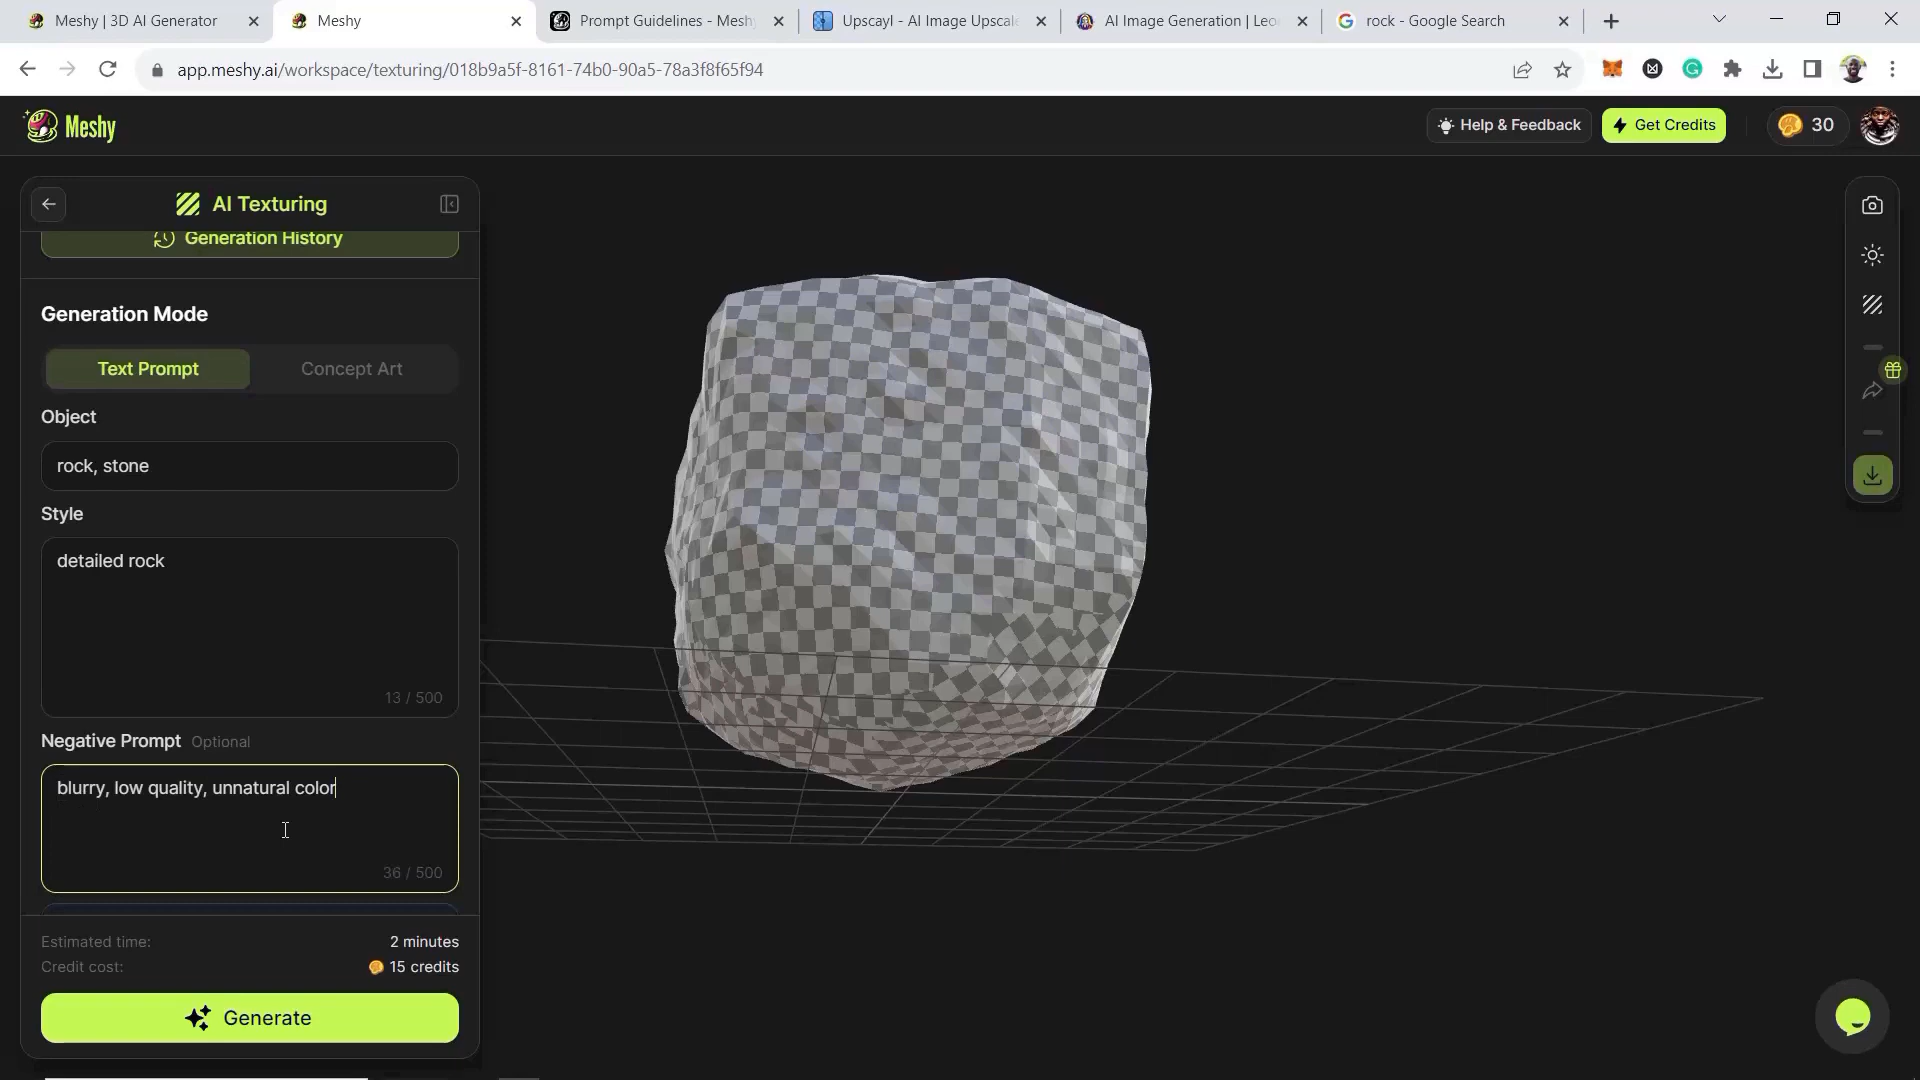 Meshy | 3D AI Generator
Meshy
Prompt Guidelines - Mesh
Upscayl - AI Image Upscale
AI Image Generation | Leo
rock - Google Search
app.meshy.ai/workspace/texturing/018b9a5f-8161-74b0-90a5-78a3f8f65f94
Meshy
Help & Feedback
Get Credits
30
AI Texturing
Generation History
Generation Mode
Text Prompt
Concept Art
Object
rock, stone
Style
detailed rock
13 / 500
Negative Prompt Optional
blurry, low quality, unnatural color
36 / 500
Estimated time: 2 minutes
Credit cost: 15 credits
Generate